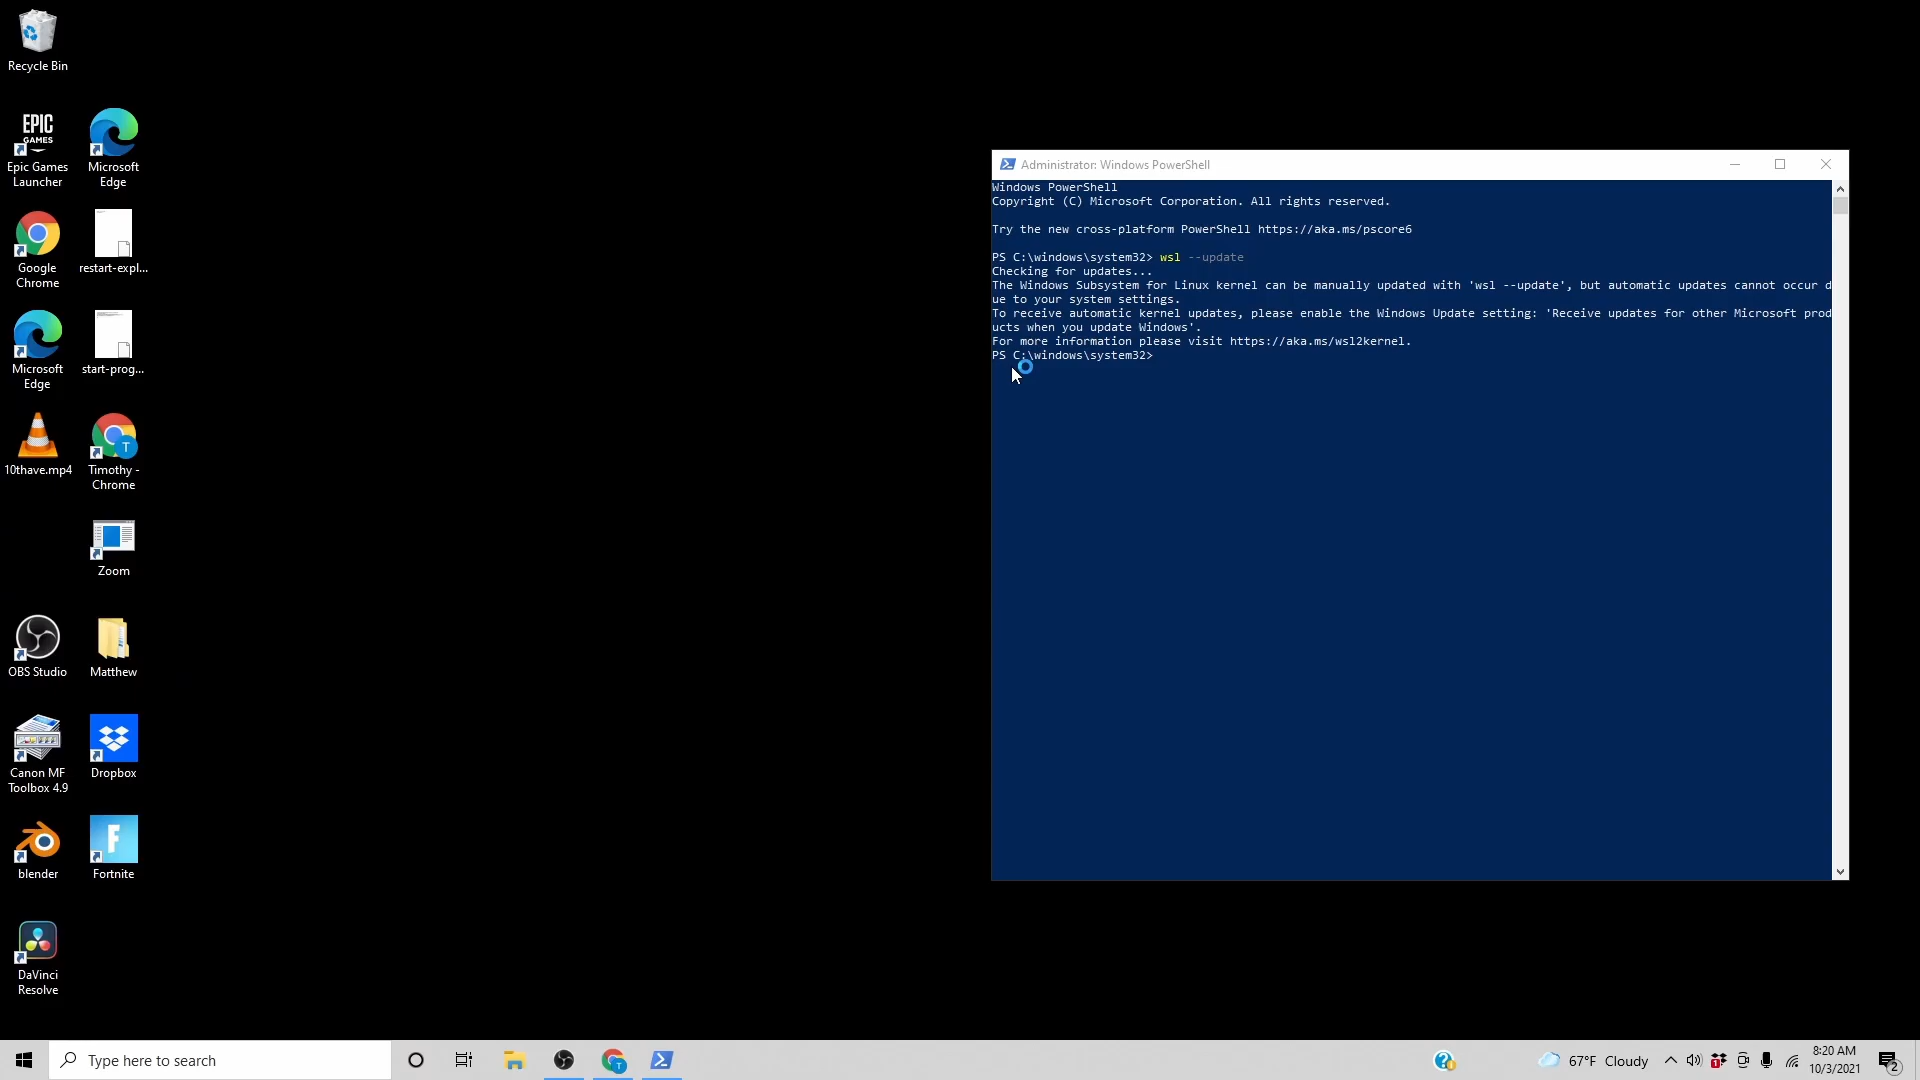 Recycle Bin
EPIC
GAMES
Epic Games
Launcher
Microsoft
Edge
Google
Chrome
restart-expl...
Microsoft
Edge
start-prog...
10thave.mp4
T
Timothy -
Chrome
Zoom
OBS Studio
Matthew
Canon MF
Toolbox 4.9
Dropbox
blender
F
Fortnite
DaVinci
Resolve
Administrator: Windows PowerShell
Windows PowerShell
Copyright (C) Microsoft Corporation. All rights reserved.
Try the new cross-platform PowerShell https://aka.ms/pscore6
PS C:\windows\system32> wsl --update
Checking for updates...
The Windows Subsystem for Linux kernel can be manually updated with 'wsl --update', but automatic updates cannot occur d
ue to your system settings.
To receive automatic kernel updates, please enable the Windows Update setting: 'Receive updates for other Microsoft prod
ucts when you update Windows'.
For more information please visit https://aka.ms/wsl2kernel.
PS C:\windows\system32>
Type here to search
T
67°F Cloudy
1
8:20 AM
10/3/2021
2